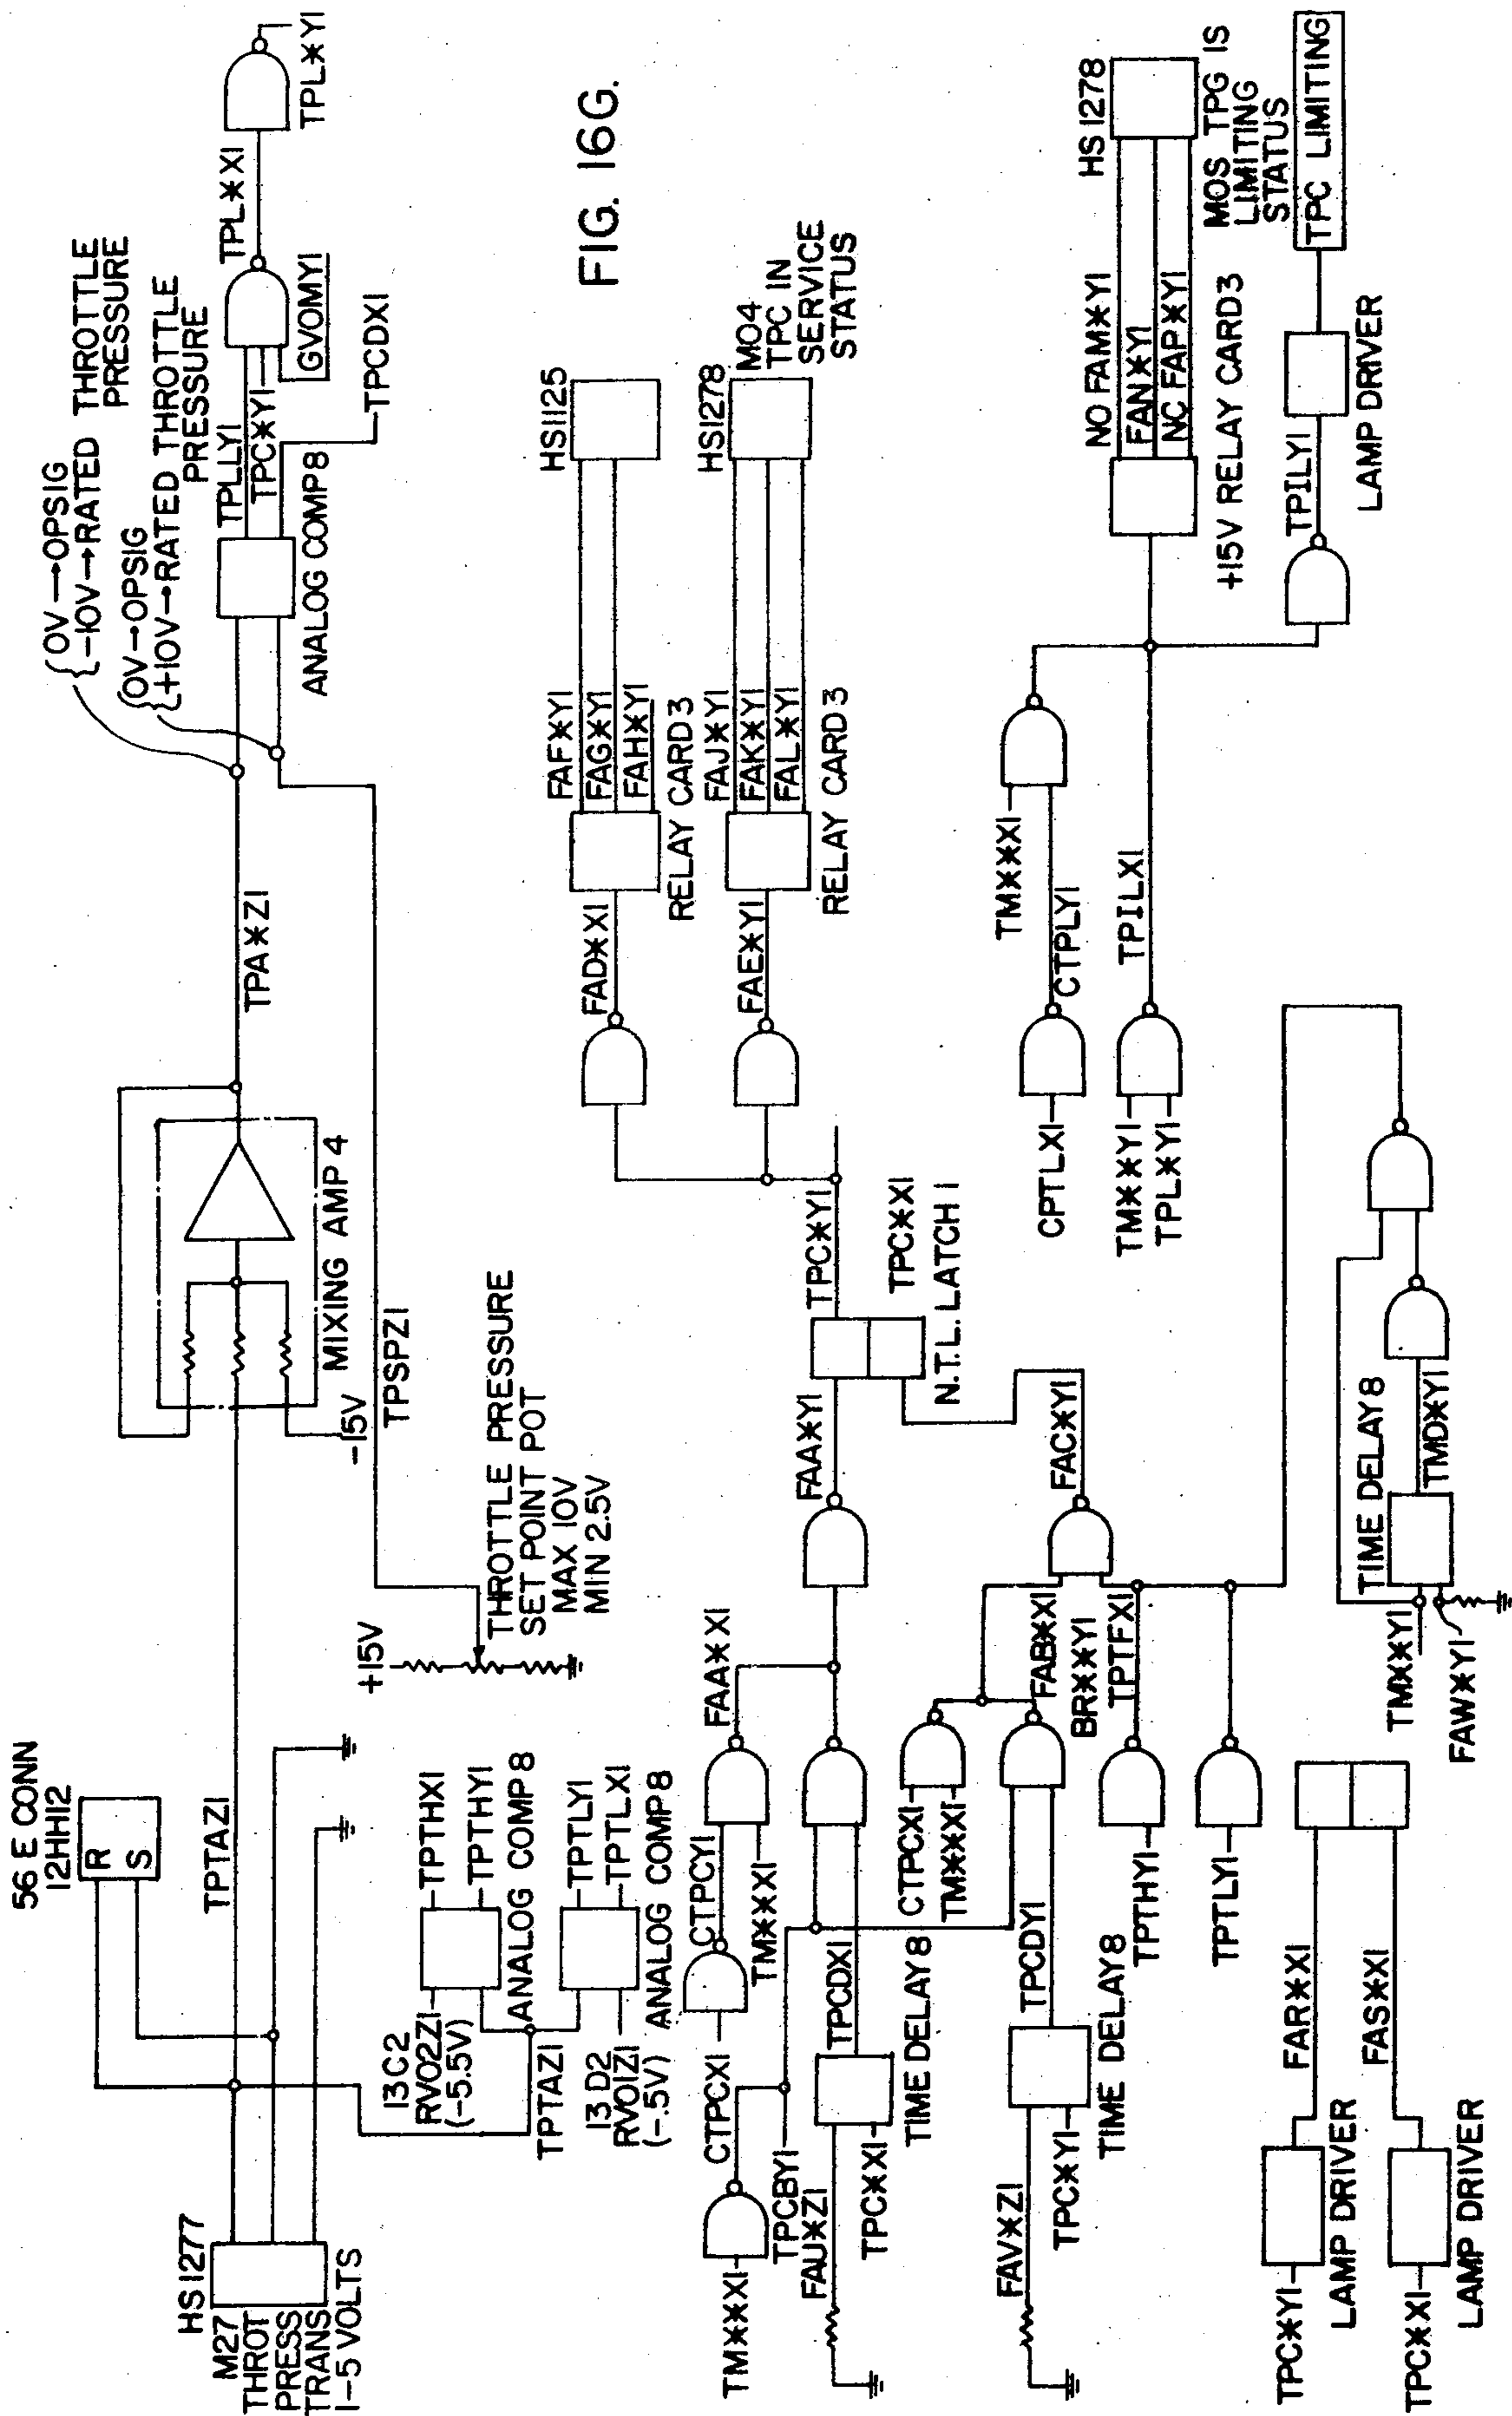 FIG. 16G.
56 E CONN
12HH12
R
S
HS1277
M27
THROT
PRESS
TRANS
1-5 VOLTS
TPTAZ1
-15V
MIXING AMP 4
TPA*Z1
0V→0PSIG
-10V→RATED THROTTLE
PRESSURE
0V→0PSIG
+10V→RATED THROTTLE
PRESSURE
ANALOG COMP 8
TPLLY1
TPC*Y1
GVOMY1
TPCDX1
TPL*X1
TPL*Y1
TPSPZ1
+15V
THROTTLE PRESSURE
SET POINT POT
MAX 10V
MIN 2.5V
13C2
RV02Z1
(-5.5V)
TPTHX1
TPTHY1
ANALOG COMP 8
TPTAZ1
13D2
RV01Z1
(-.5V)
TPTLY1
TPTLX1
ANALOG COMP 8
CTPCX1
CTPCY1
TM**X1
FAA*X1
TM**X1
TPCBY1
FAU*Z1
TPC*X1
TPCDX1
TIME DELAY 8
FAA*Y1
CTPCX1
TM**X1
FAV*Z1
TPC*Y1
TPCDY1
TIME DELAY 8
FAB*X1
BR**Y1
TPTFX1
FAC*Y1
TPTHY1
TPTLY1
TPC*Y1
TPC*X1
N.T.L. LATCH 1
FAD*X1
FAE*Y1
FAF*Y1
FAG*Y1
FAH*Y1
RELAY CARD 3
HS1125
FAJ*Y1
FAK*Y1
FAL*Y1
RELAY CARD 3
HS1278
M04
TPC IN
SERVICE
STATUS
CPTLX1
CTPLY1
TM**X1
TM**Y1
TPL*Y1
TPILX1
NO FAM*Y1
FAN*Y1
NC FAP*Y1
HS1278
+15V RELAY CARD 3
MOS TPG IS
LIMITING
STATUS
TPILY1
LAMP DRIVER
TPC LIMITING
TM**Y1
FAW*Y1
TIME DELAY 8
TMD*Y1
TPC*Y1
LAMP DRIVER
FAR*X1
TPC*X1
LAMP DRIVER
FAS*X1